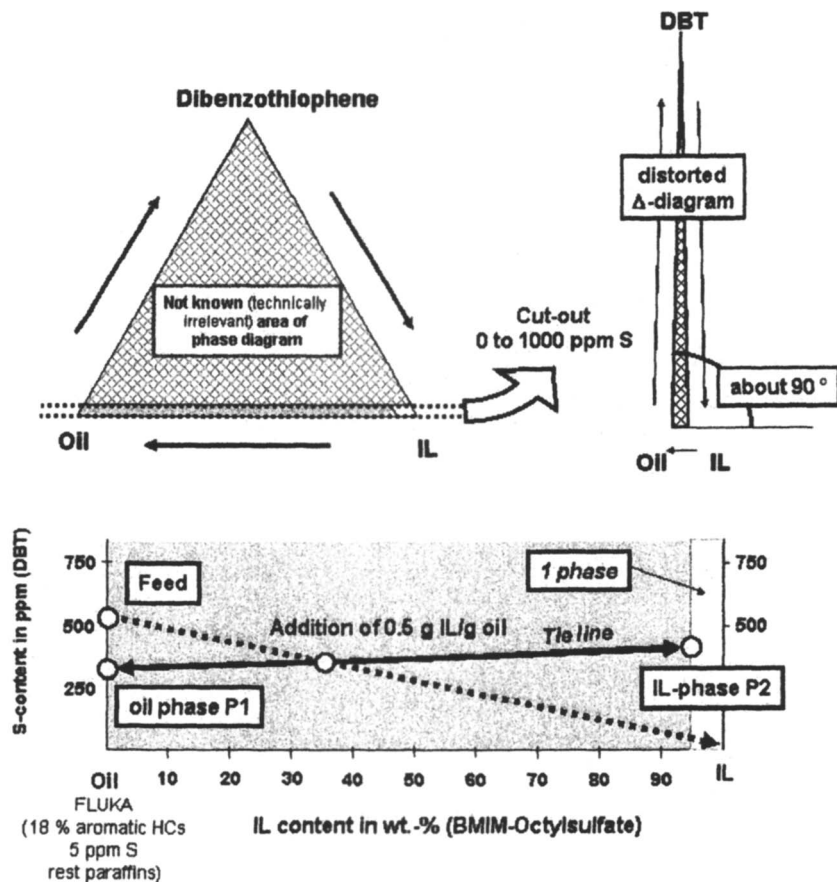 DBT
Dibenzothiophene
distorted
Δ-diagram
Not known (technically
irrelevant) area of
phase diagram
Cut-out
0 to 1000 ppm S
about 90 °
Oil
IL
Oil
IL
S-content in ppm (DBT)
750
500
250
Feed
Addition of 0.5 g IL/g oil
1 phase
Tie line
oil phase P1
IL-phase P2
750
500
Oil
10
20
30
40
50
60
70
80
90
IL
FLUKA
(18 % aromatic HCs
5 ppm S
rest paraffins)
IL content in wt.-% (BMIM-Octylsulfate)